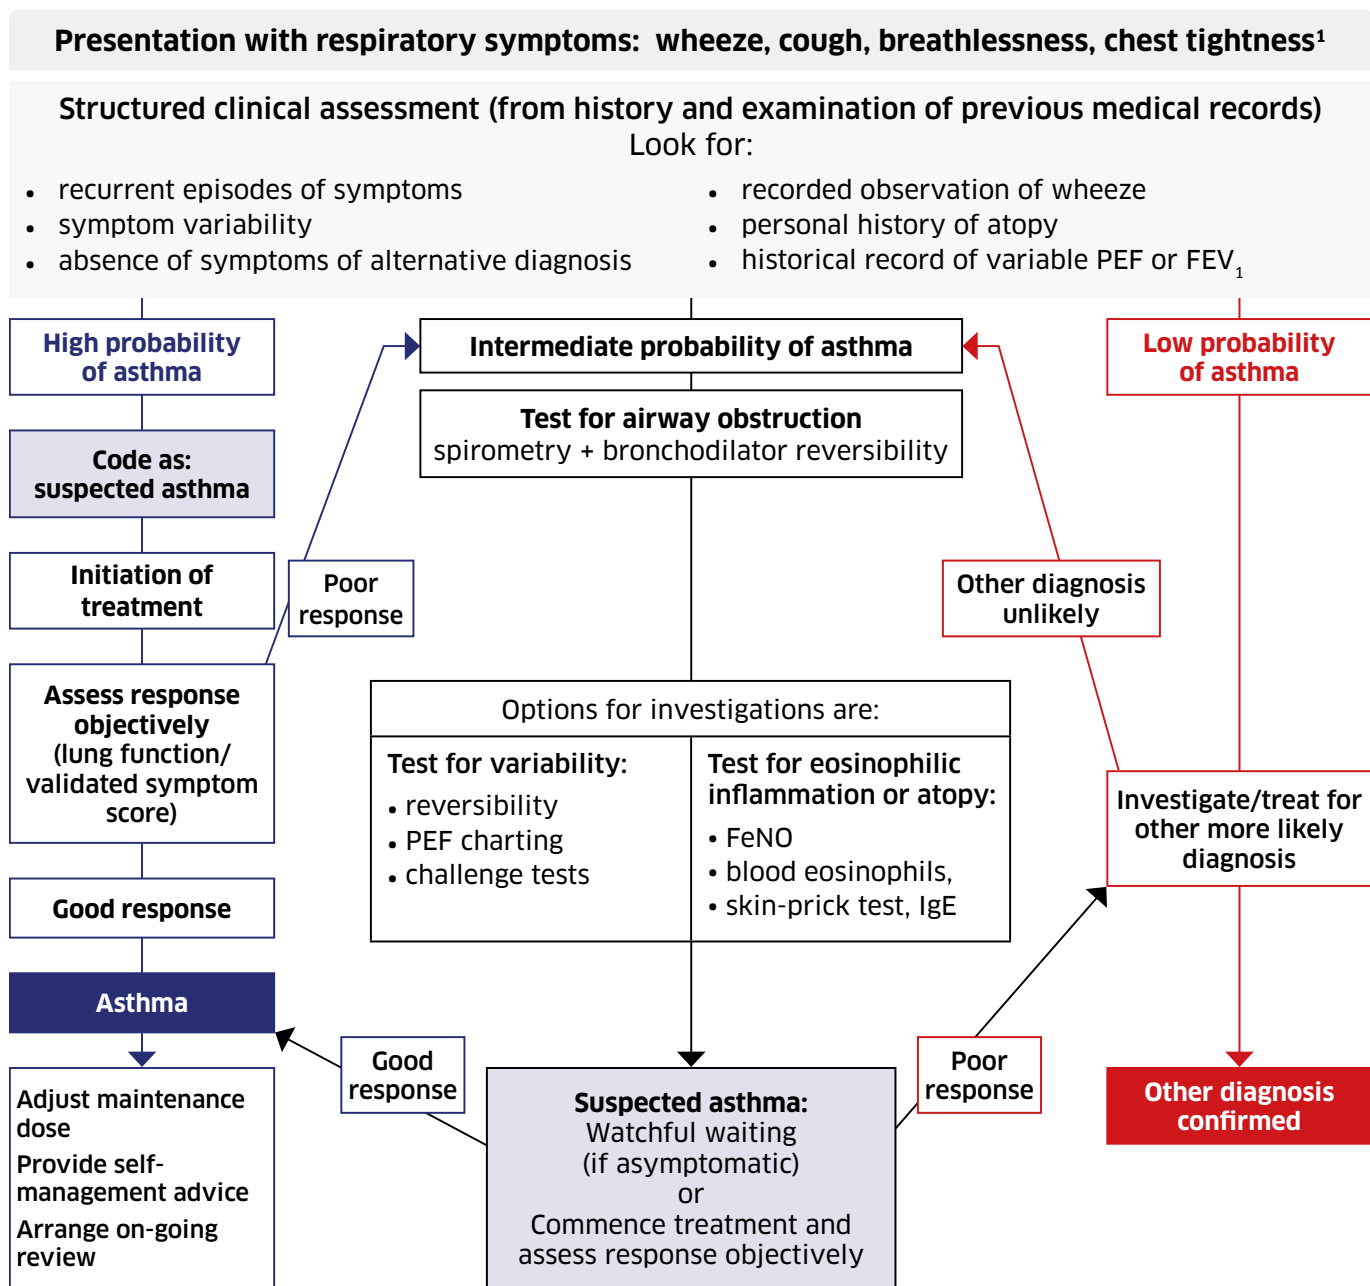 Presentation with respiratory symptoms: wheeze, cough, breathlessness, chest tightness¹
Structured clinical assessment (from history and examination of previous medical records)
Look for:
• recurrent episodes of symptoms
• symptom variability
• absence of symptoms of alternative diagnosis
• recorded observation of wheeze
• personal history of atopy
• historical record of variable PEF or FEV₁
High probability
of asthma
Code as:
suspected asthma
Initiation of
treatment
Assess response
objectively
(lung function/
validated symptom
score)
Good response
Asthma
Adjust maintenance
dose
Provide self-
management advice
Arrange on-going
review
Poor
response
Intermediate probability of asthma
Test for airway obstruction
spirometry + bronchodilator reversibility
Options for investigations are:
Test for variability:
• reversibility
• PEF charting
• challenge tests
Test for eosinophilic
inflammation or atopy:
• FeNO
• blood eosinophils,
• skin-prick test, IgE
Good
response
Suspected asthma:
Watchful waiting
(if asymptomatic)
or
Commence treatment and
assess response objectively
Poor
response
Low probability
of asthma
Other diagnosis
unlikely
Investigate/treat for
other more likely
diagnosis
Other diagnosis
confirmed